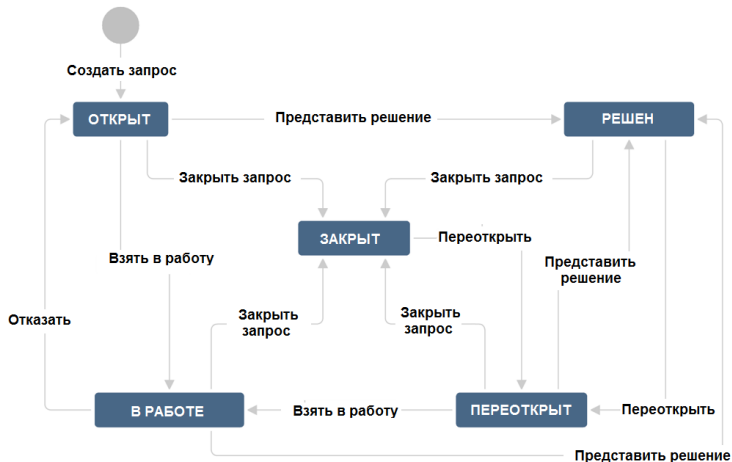 Создать запрос
ОТКРЫТ
Представить решение
РЕШЕН
Закрыть запрос
Закрыть запрос
ЗАКРЫТ
Переоткрыть
Взять в работу
Представить
решение
Отказать
Закрыть
запрос
Закрыть
запрос
В РАБОТЕ
Взять в работу
ПЕРЕОТКРЫТ
Переоткрыть
Представить решение